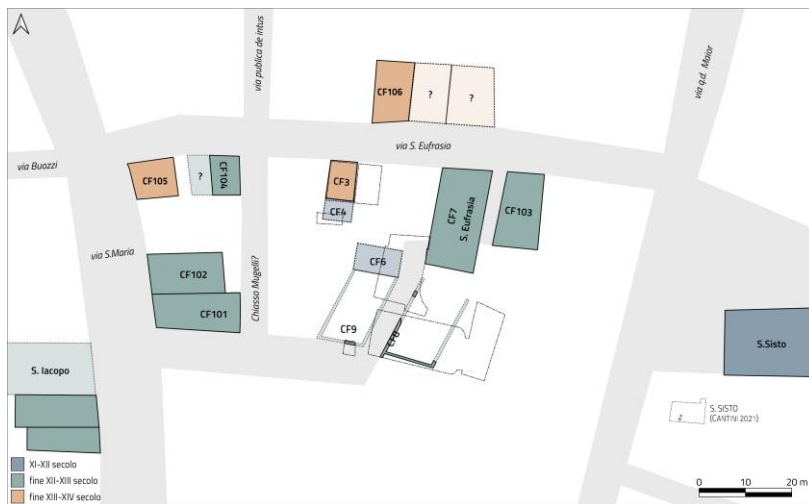 via publica de intus
via q.d. Maior
CF106
?
?
via S. Eufrasia
via Buozzi
CF105
?
CF104
CF3
CF4
CF7
S. Eufrasia
CF103
via S.Maria
CF102
CF6
Chiasso Mugelli?
CF101
CF9
CF8
S.Sisto
S. Iacopo
S. SISTO
(CANTINI 2021)
XI-XII secolo
fine XII-XIII secolo
fine XIII-XIV secolo
0 10 20 m